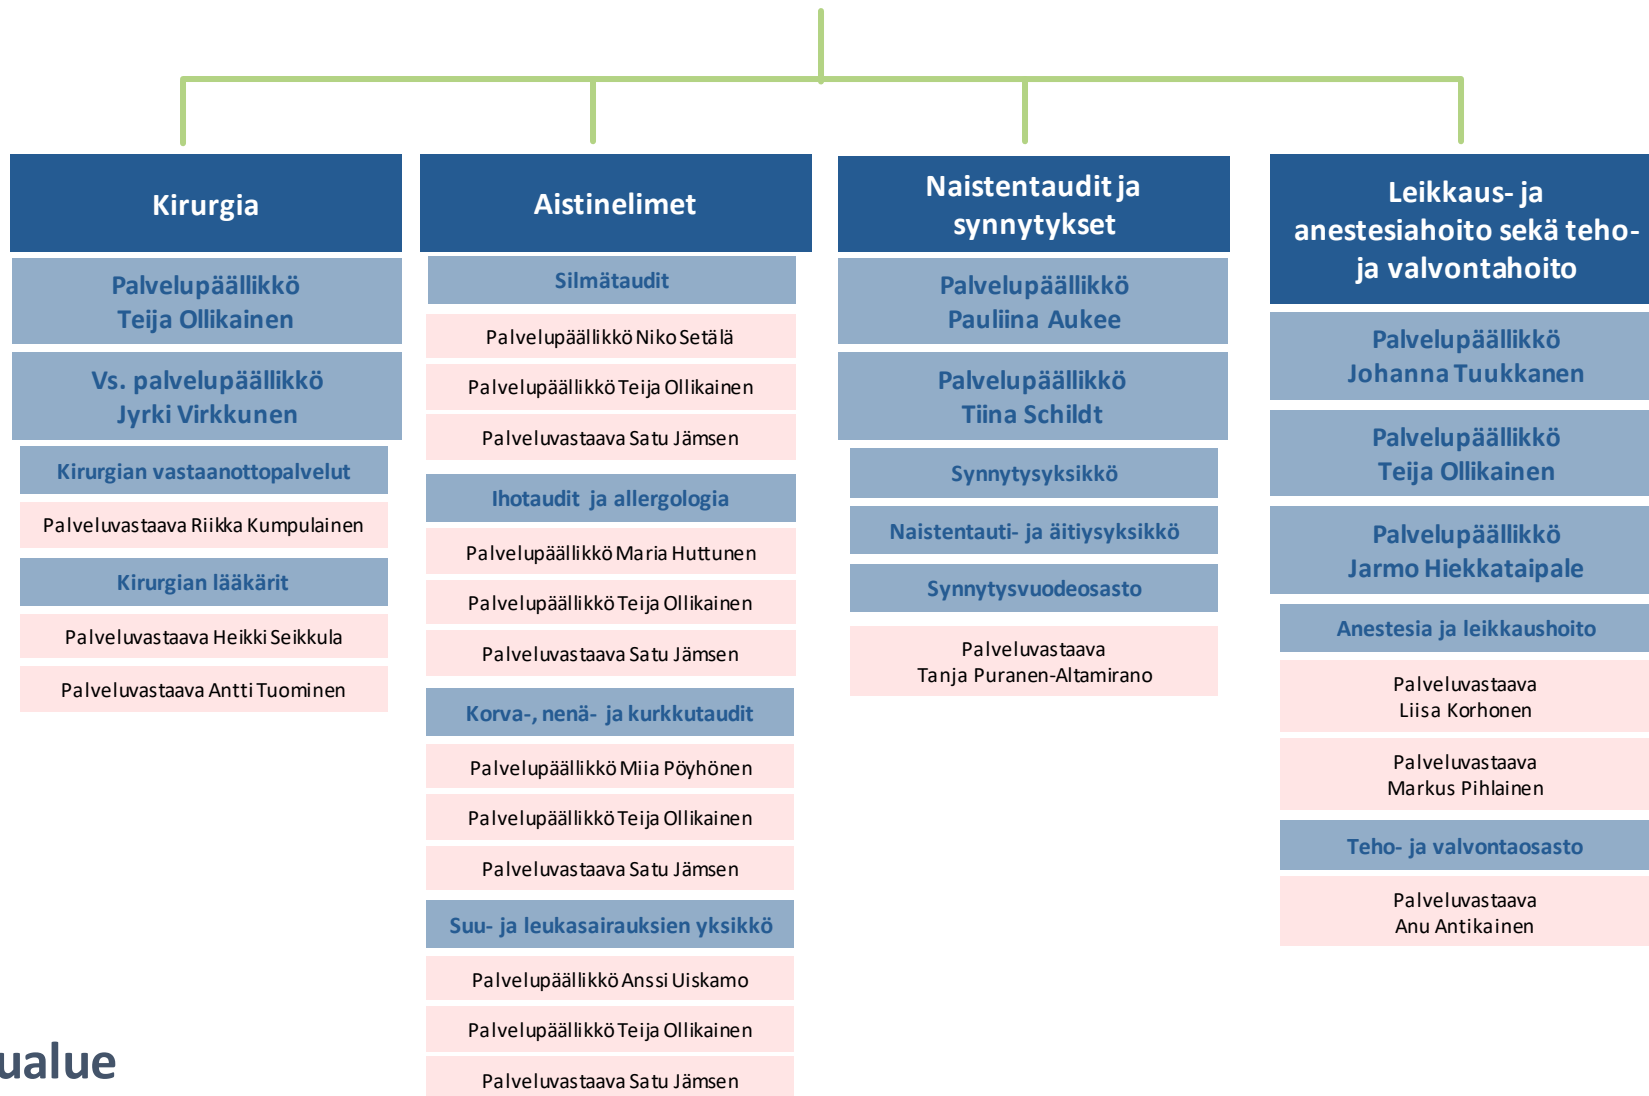 Kirurgia
Palvelupäällikkö
Teija Ollikainen
Vs. palvelupäällikkö
Jyrki Virkkunen
Kirurgian vastaanottopalvelut
Palveluvastaava Riikka Kumpulainen
Kirurgian lääkärit
Palveluvastaava Heikki Seikkula
Palveluvastaava Antti Tuominen
Aistinelimet
Silmätaudit
Palvelupäällikkö Niko Setälä
Palvelupäällikkö Teija Ollikainen
Palveluvastaava Satu Jämsen
Ihotaudit ja allergologia
Palvelupäällikkö Maria Huttunen
Palvelupäällikkö Teija Ollikainen
Palveluvastaava Satu Jämsen
Korva-, nenä- ja kurkkutaudit
Palvelupäällikkö Miia Pöyhönen
Palvelupäällikkö Teija Ollikainen
Palveluvastaava Satu Jämsen
Suu- ja leukasairauksien yksikkö
Palvelupäällikkö Anssi Uiskamo
Palvelupäällikkö Teija Ollikainen
Palveluvastaava Satu Jämsen
Naistentaudit ja
synnytykset
Palvelupäällikkö
Pauliina Aukee
Palvelupäällikkö
Tiina Schildt
Synnytysyksikkö
Naistentauti- ja äitiysyksikkö
Synnytysvuodeosasto
Palveluvastaava
Tanja Puranen-Altamirano
Leikkaus- ja
anestesiahoito sekä teho-
ja valvontahoito
Palvelupäällikkö
Johanna Tuukkanen
Palvelupäällikkö
Teija Ollikainen
Palvelupäällikkö
Jarmo Hiekkataipale
Anestesia ja leikkaushoito
Palveluvastaava
Liisa Korhonen
Palveluvastaava
Markus Pihlainen
Teho- ja valvontaosasto
Palveluvastaava
Anu Antikainen
ualue